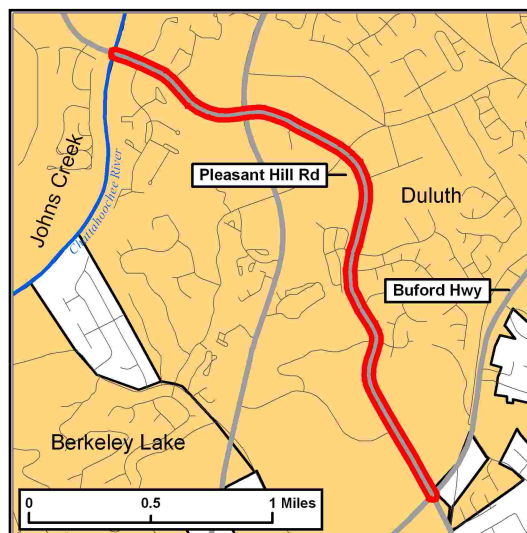 Johns Creek
Chattahoochee River
Pleasant Hill Rd
Duluth
Buford Hwy
Berkeley Lake
0 0.5 1 Miles